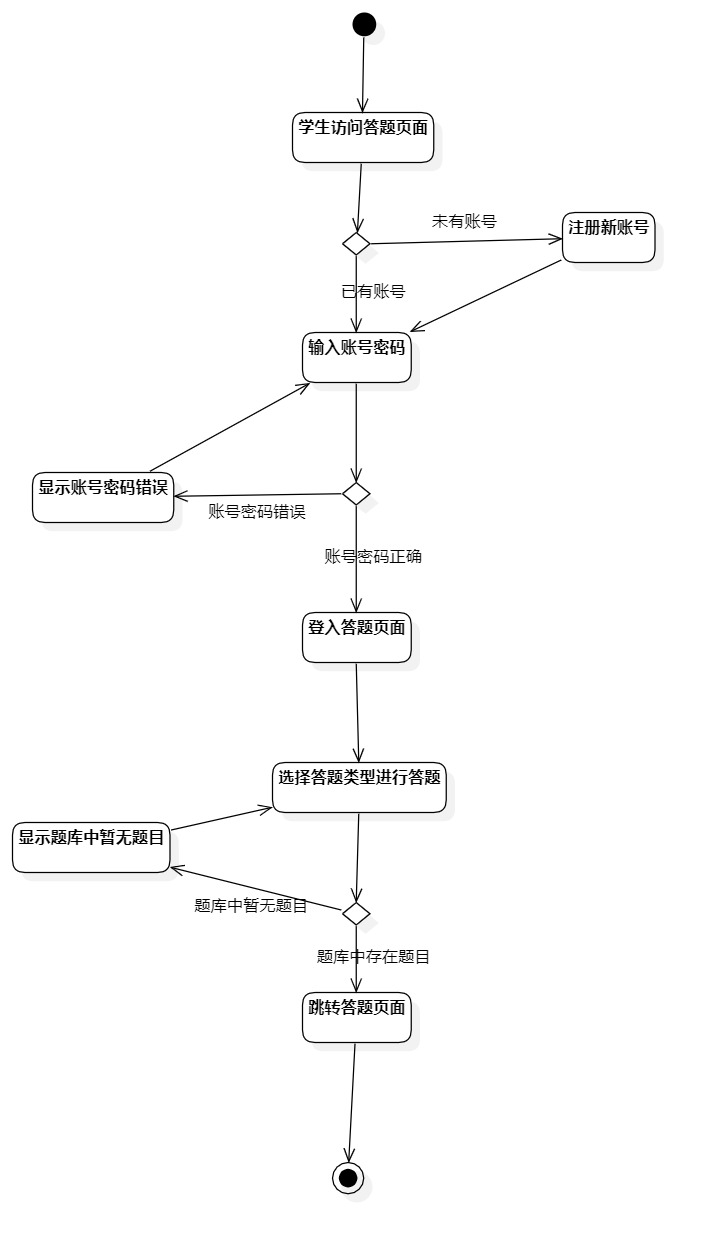 学生访问答题页面
未有账号
注册新账号
已有账号
输入账号密码
显示账号密码错误
账号密码错误
账号密码正确
登入答题页面
选择答题类型进行答题
显示题库中暂无题目
题库中暂无题目
题库中存在题目
跳转答题页面